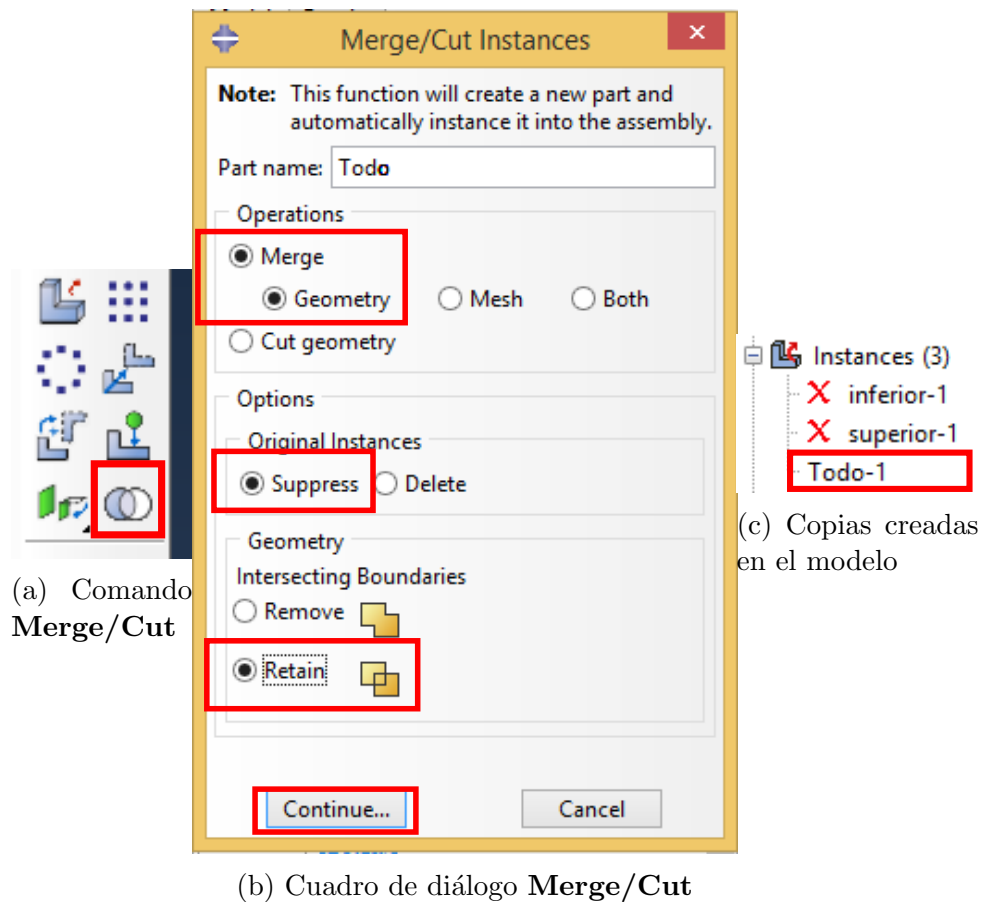 Merge/Cut Instances
Note: This function will create a new part and
automatically instance it into the assembly.
Part name: Todo
Operations
Merge
Geometry Mesh Both
Cut geometry
Options
Original Instances
Suppress Delete
Geometry
Intersecting Boundaries
Remove
Retain
Continue... Cancel
(a) Comando
Merge/Cut
(b) Cuadro de diálogo Merge/Cut
Instances (3)
inferior-1
superior-1
Todo-1
(c) Copias creadas
en el modelo